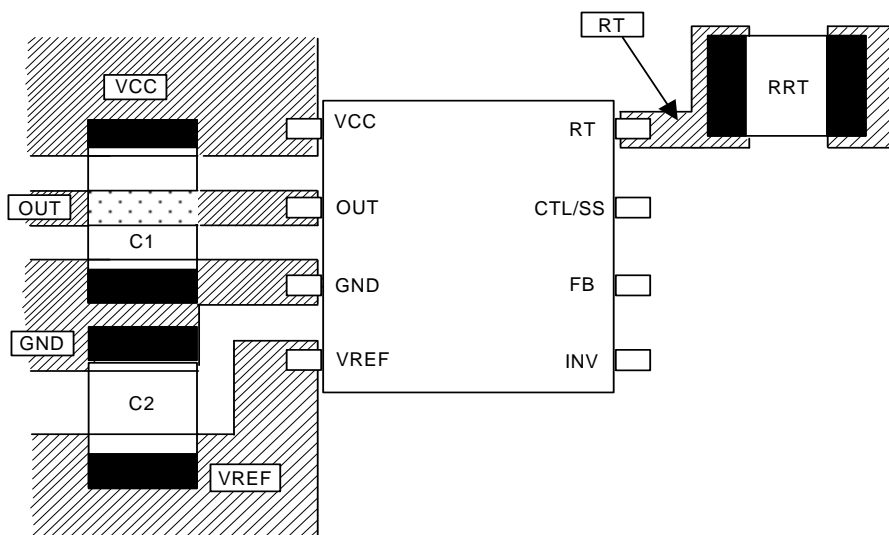 RT
VCC
RRT
VCC
RT
OUT
OUT
CTL/SS
C1
GND
FB
GND
VREF
INV
C2
VREF